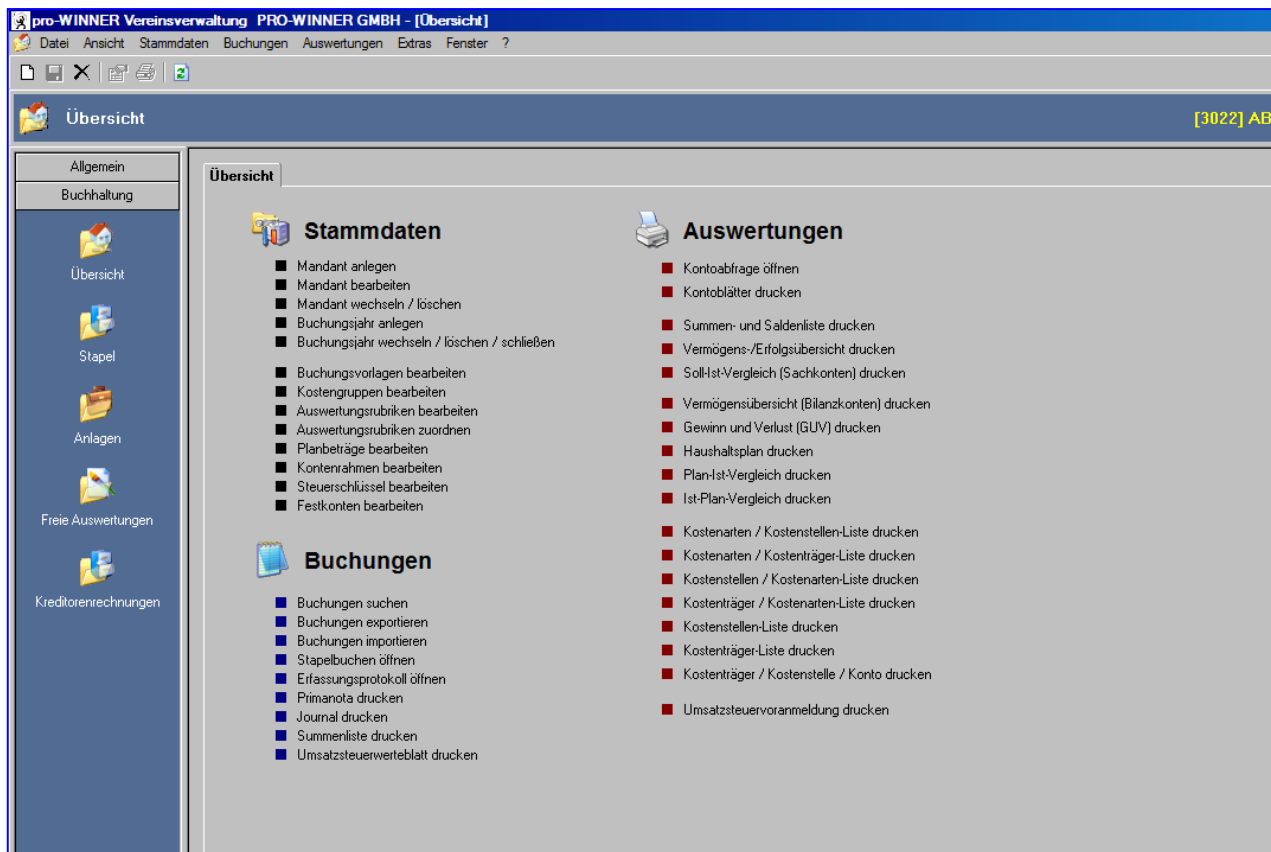 pro-WINNER Vereinsverwaltung PRO-WINNER GMBH - [Übersicht]
Datei Ansicht Stammdaten Buchungen Auswertungen Extras Fenster ?
Übersicht
[3022] AB
Allgemein
Buchhaltung
Übersicht
Stapel
Anlagen
Freie Auswertungen
Kreditorenrechnungen
Übersicht
Stammdaten
Mandant anlegen
Mandant bearbeiten
Mandant wechseln / löschen
Buchungsjahr anlegen
Buchungsjahr wechseln / löschen / schließen
Buchungsvorlagen bearbeiten
Kostengruppen bearbeiten
Auswertungsrubriken bearbeiten
Auswertungsrubriken zuordnen
Planbeträge bearbeiten
Kontenrahmen bearbeiten
Steuerschlüssel bearbeiten
Festkonten bearbeiten
Buchungen
Buchungen suchen
Buchungen exportieren
Buchungen importieren
Stapelbuchen öffnen
Erfassungsprotokoll öffnen
Primanota drucken
Journal drucken
Summenliste drucken
Umsatzsteuerwerteblatt drucken
Auswertungen
Kontoabfrage öffnen
Kontoblätter drucken
Summen- und Saldenliste drucken
Vermögens-/Erfolgsübersicht drucken
Soll-Ist-Vergleich (Sachkonten) drucken
Vermögensübersicht (Bilanzkonten) drucken
Gewinn und Verlust (GUV) drucken
Haushaltsplan drucken
Plan-Ist-Vergleich drucken
Ist-Plan-Vergleich drucken
Kostenarten / Kostenstellen-Liste drucken
Kostenarten / Kostenträger-Liste drucken
Kostenstellen / Kostenarten-Liste drucken
Kostenträger / Kostenarten-Liste drucken
Kostenstellen-Liste drucken
Kostenträger-Liste drucken
Kostenträger / Kostenstelle / Konto drucken
Umsatzsteuervoranmeldung drucken